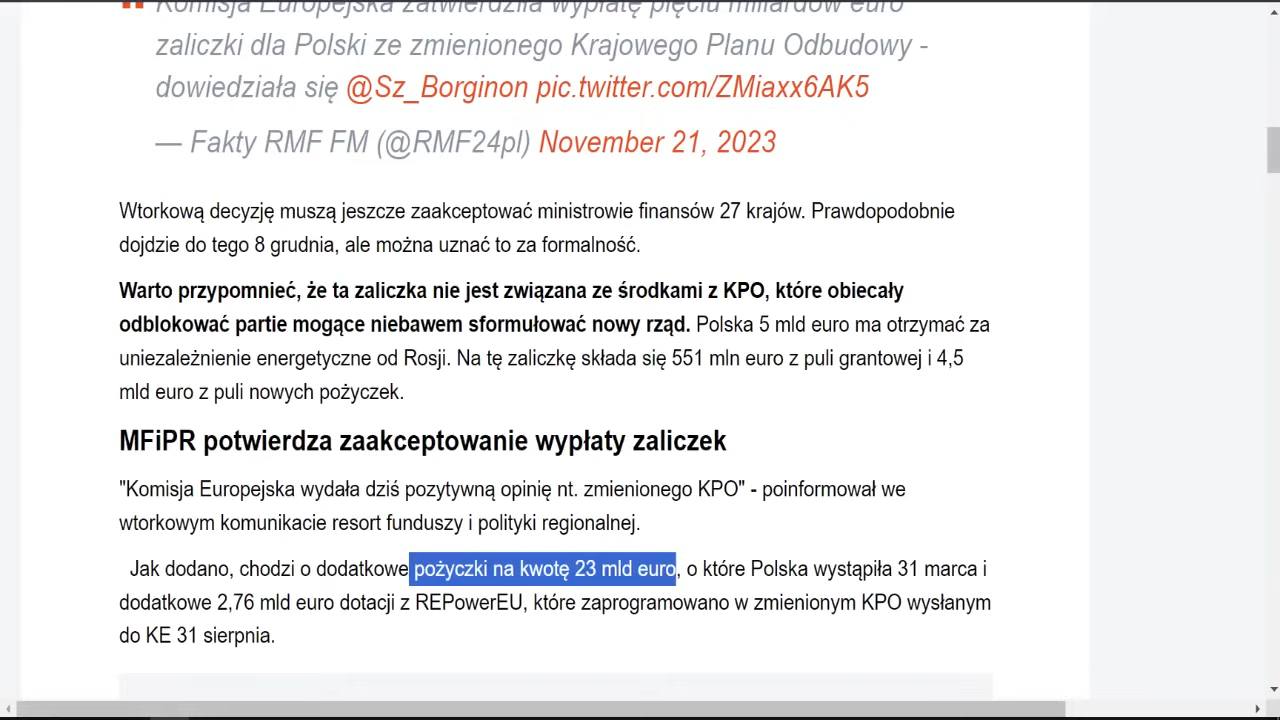 Komisja Europejska zatwierdziła wypłatę pięciu miliardów euro
zaliczki dla Polski ze zmienionego Krajowego Planu Odbudowy -
dowiedziała się @Sz_Borginon pic.twitter.com/ZMiaxx6AK5
— Fakty RMF FM (@RMF24pl) November 21, 2023
Wtorkową decyzję muszą jeszcze zaakceptować ministrowie finansów 27 krajów. Prawdopodobnie
dojdzie do tego 8 grudnia, ale można uznać to za formalność.
Warto przypomnieć, że ta zaliczka nie jest związana ze środkami z KPO, które obiecały
odblokować partie mogące niebawem sformułować nowy rząd. Polska 5 mld euro ma otrzymać za
uniezależnienie energetyczne od Rosji. Na tę zaliczkę składa się 551 mln euro z puli grantowej i 4,5
mld euro z puli nowych pożyczek.
MFiPR potwierdza zaakceptowanie wypłaty zaliczek
"Komisja Europejska wydała dziś pozytywną opinię nt. zmienionego KPO" - poinformował we
wtorkowym komunikacie resort funduszy i polityki regionalnej.
Jak dodano, chodzi o dodatkowe pożyczki na kwotę 23 mld euro, o które Polska wystąpiła 31 marca i
dodatkowe 2,76 mld euro dotacji z REPowerEU, które zaprogramowano w zmienionym KPO wysłanym
do KE 31 sierpnia.